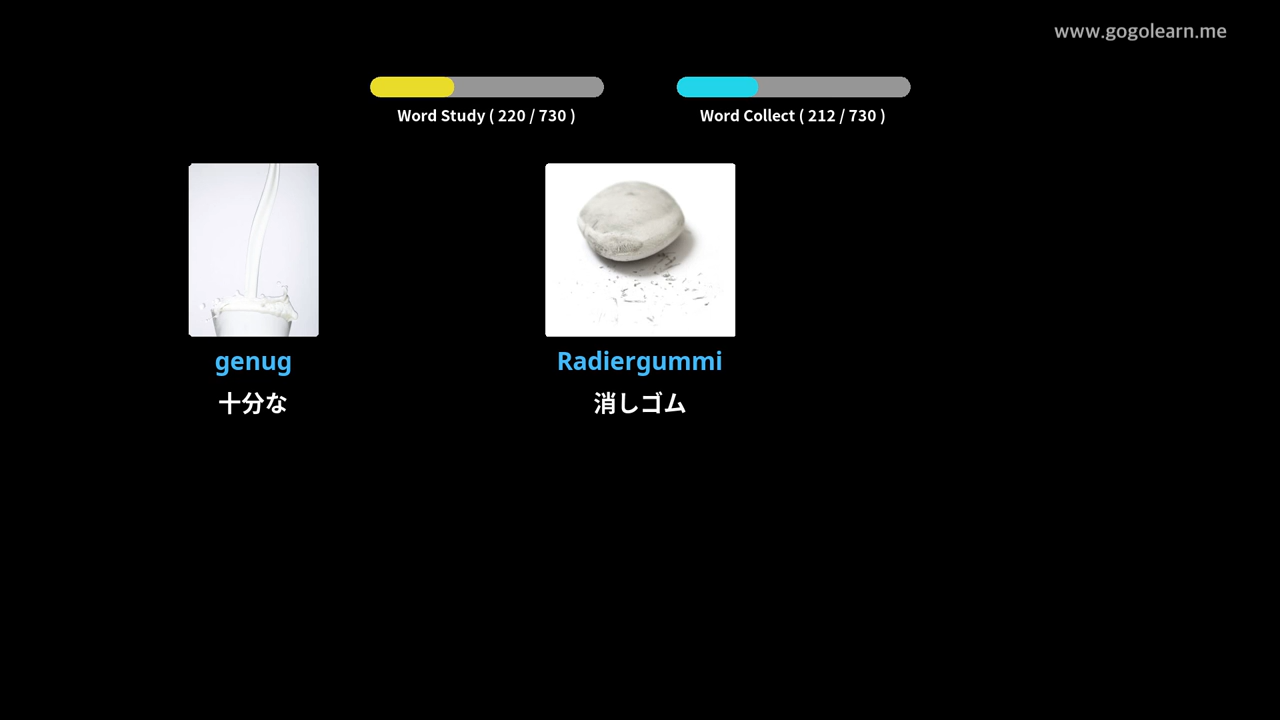 www.gogolearn.me
Word Study ( 220 / 730 )
Word Collect ( 212 / 730 )
genug
十分な
Radiergummi
消しゴム